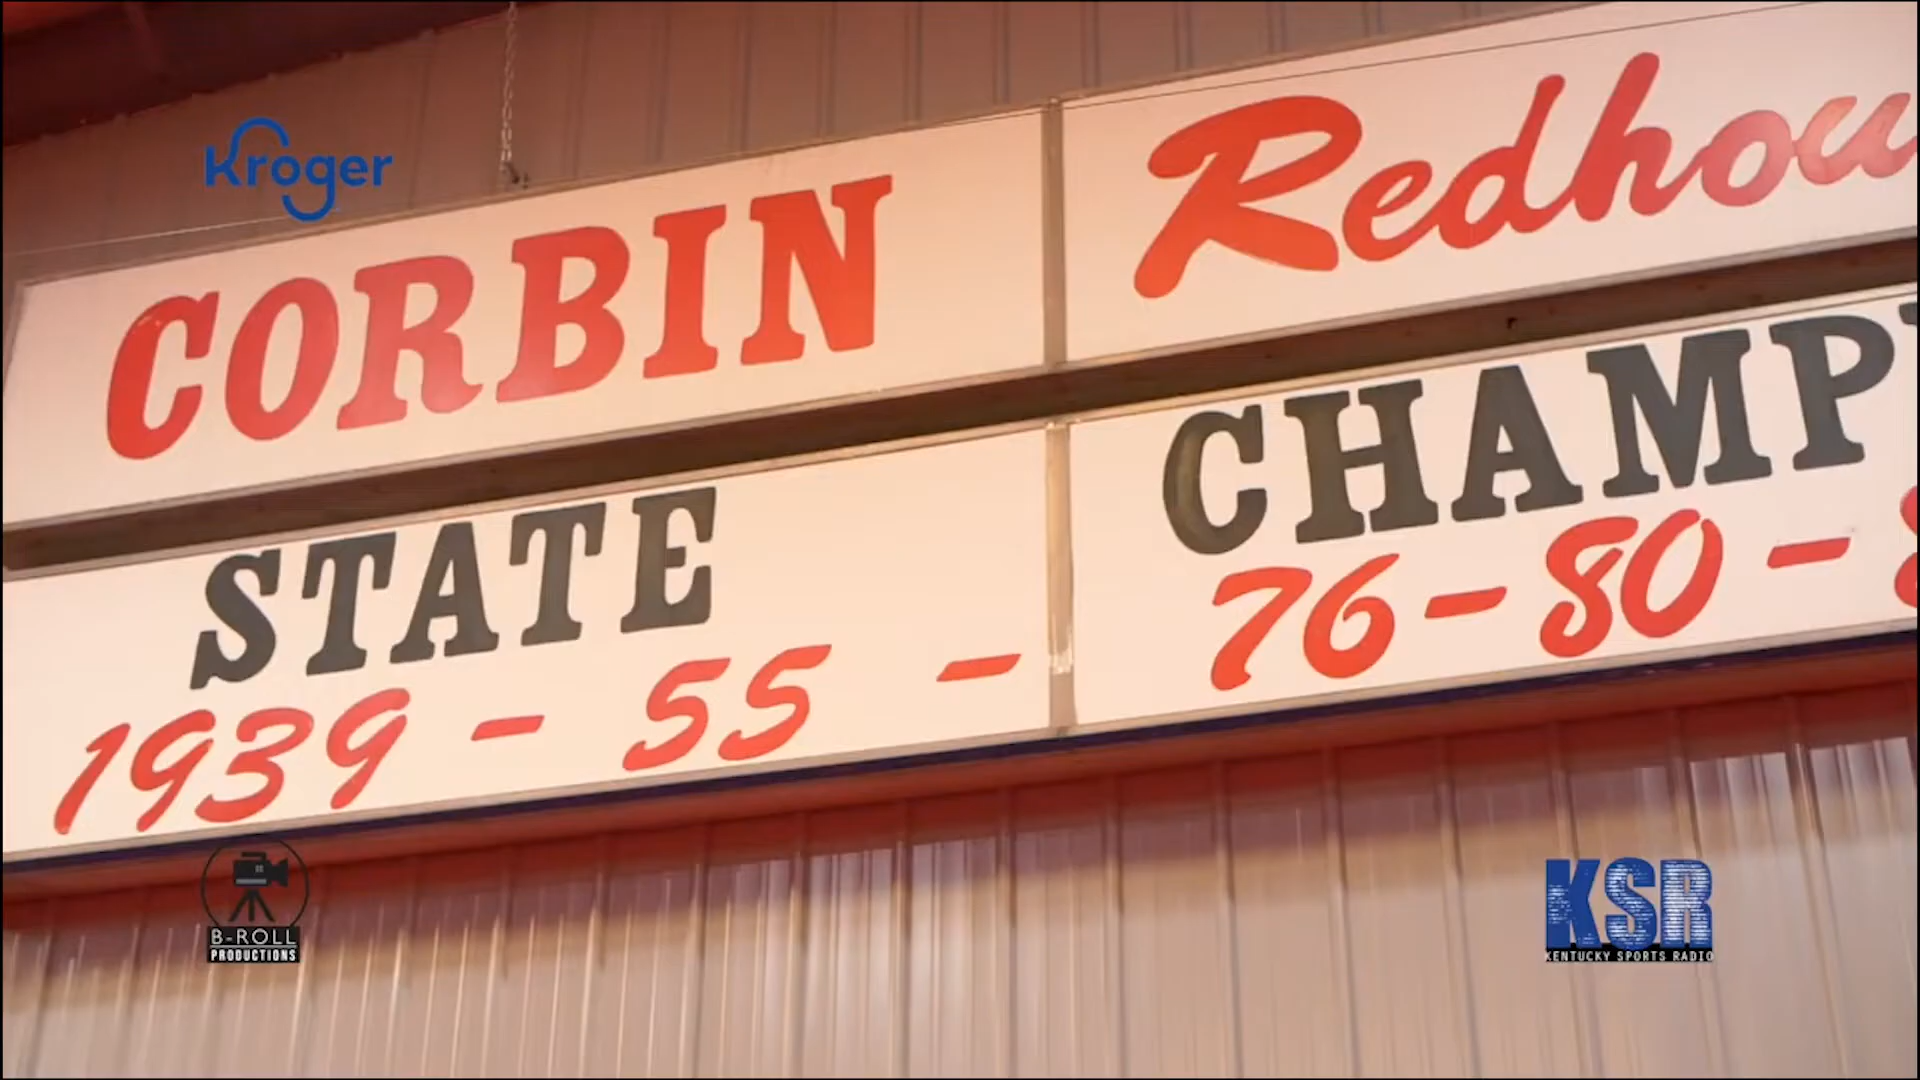 Kroger
CORBIN Redhou
STATE CHAMP
1939 - 55 - 76 - 80 -
B-ROLL
PRODUCTIONS
KSR
KENTUCKY SPORTS RADIO